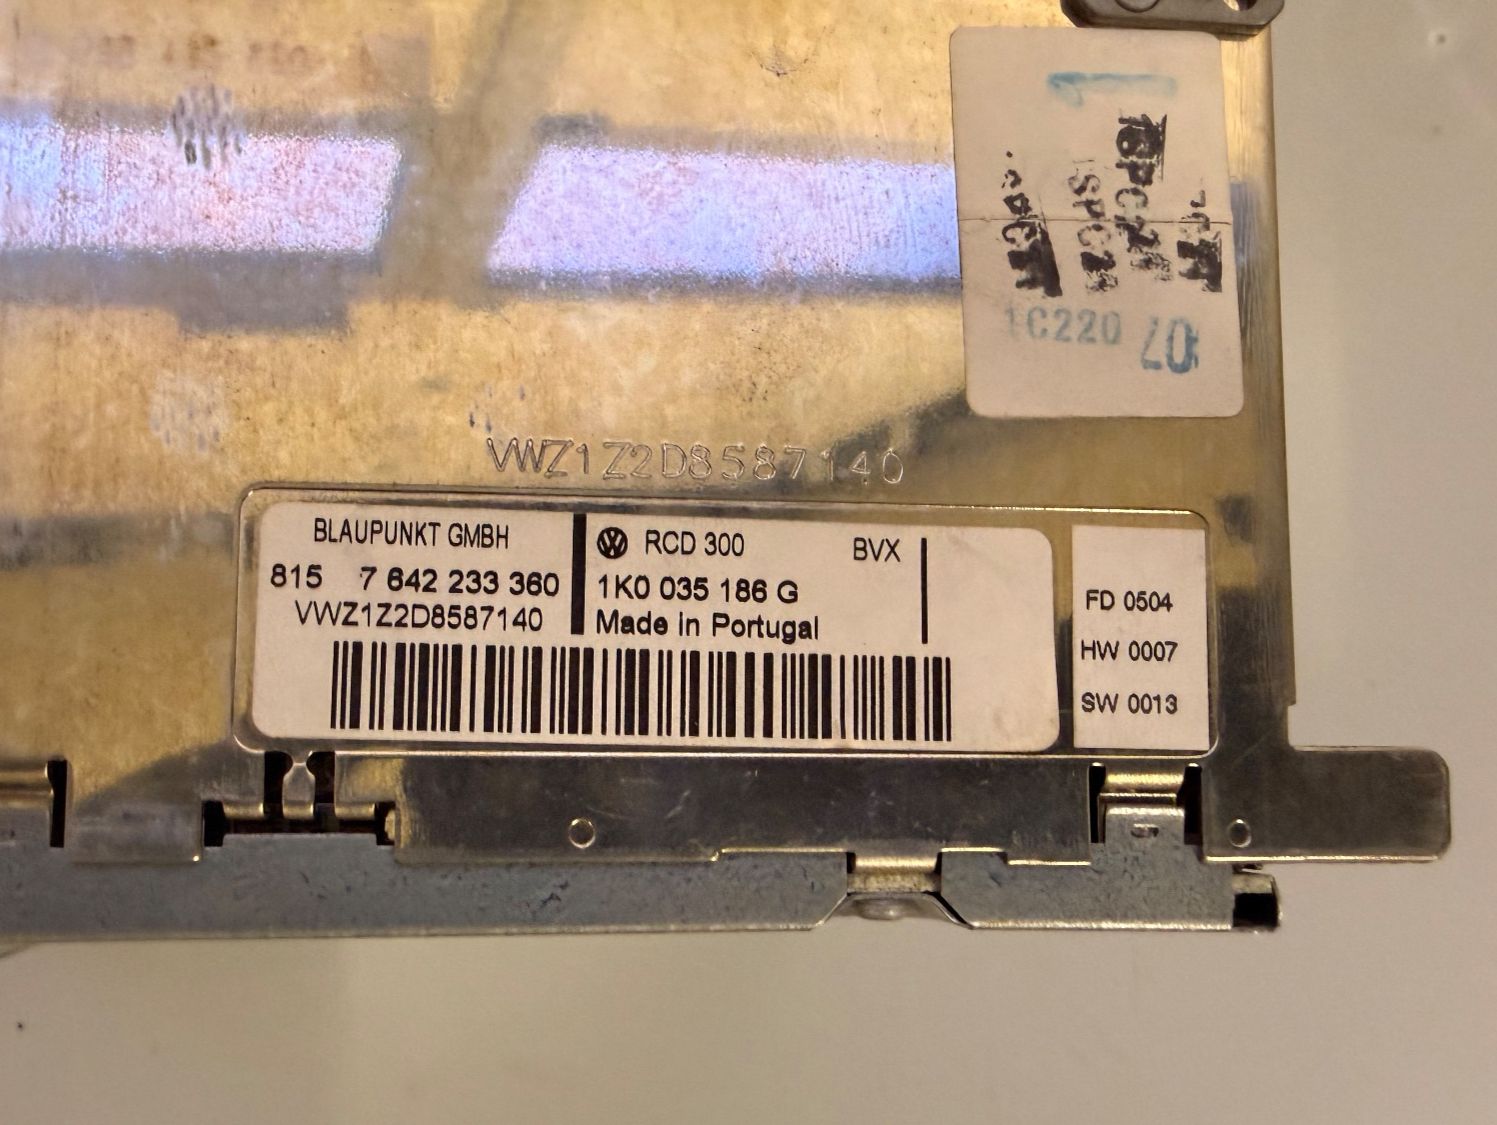 1C220
VWZ1Z2D8587140
BLAUPUNKT GMBH
815 7 642 233 360
VWZ1Z2D8587140
RCD 300 BVX
1K0 035 186 G
Made in Portugal
FD 0504
HW 0007
SW 0013